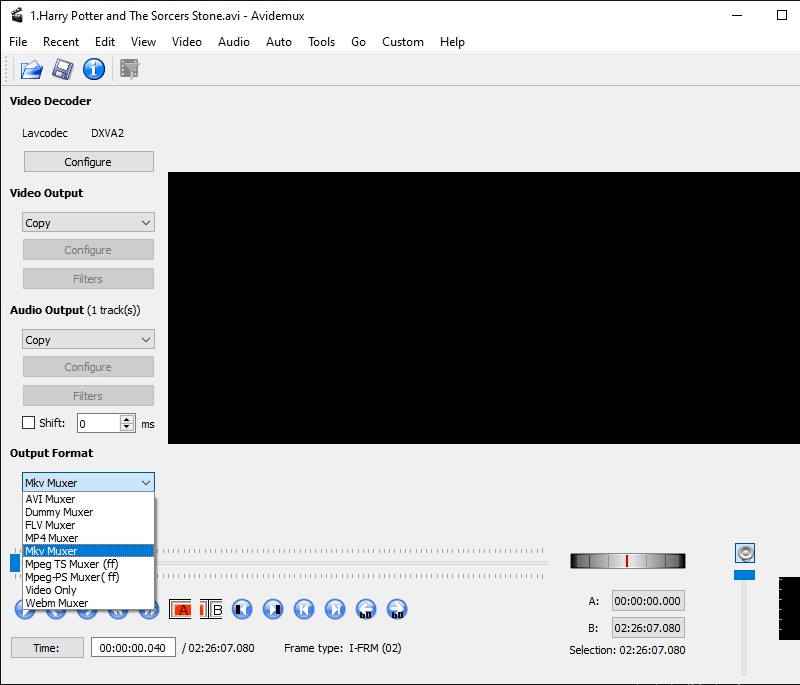 1.Harry Potter and The Sorcers Stone.avi - Avidemux
File Recent Edit View Video Audio Auto Tools Go Custom Help
Video Decoder
Lavcodec DXVA2
Configure
Video Output
Copy
Configure
Filters
Audio Output (1 track(s))
Copy
Configure
Filters
Shift: 0 ms
Output Format
Mkv Muxer
AVI Muxer
Dummy Muxer
FLV Muxer
MP4 Muxer
Mkv Muxer
Mpeg TS Muxer (ff)
Mpeg-PS Muxer( ff)
Video Only
Webm Muxer
A B 60 60
A: 00:00:00.000
B: 02:26:07.080
Selection: 02:26:07.080
Time: 00:00:00.040 / 02:26:07.080 Frame type: I-FRM (02)